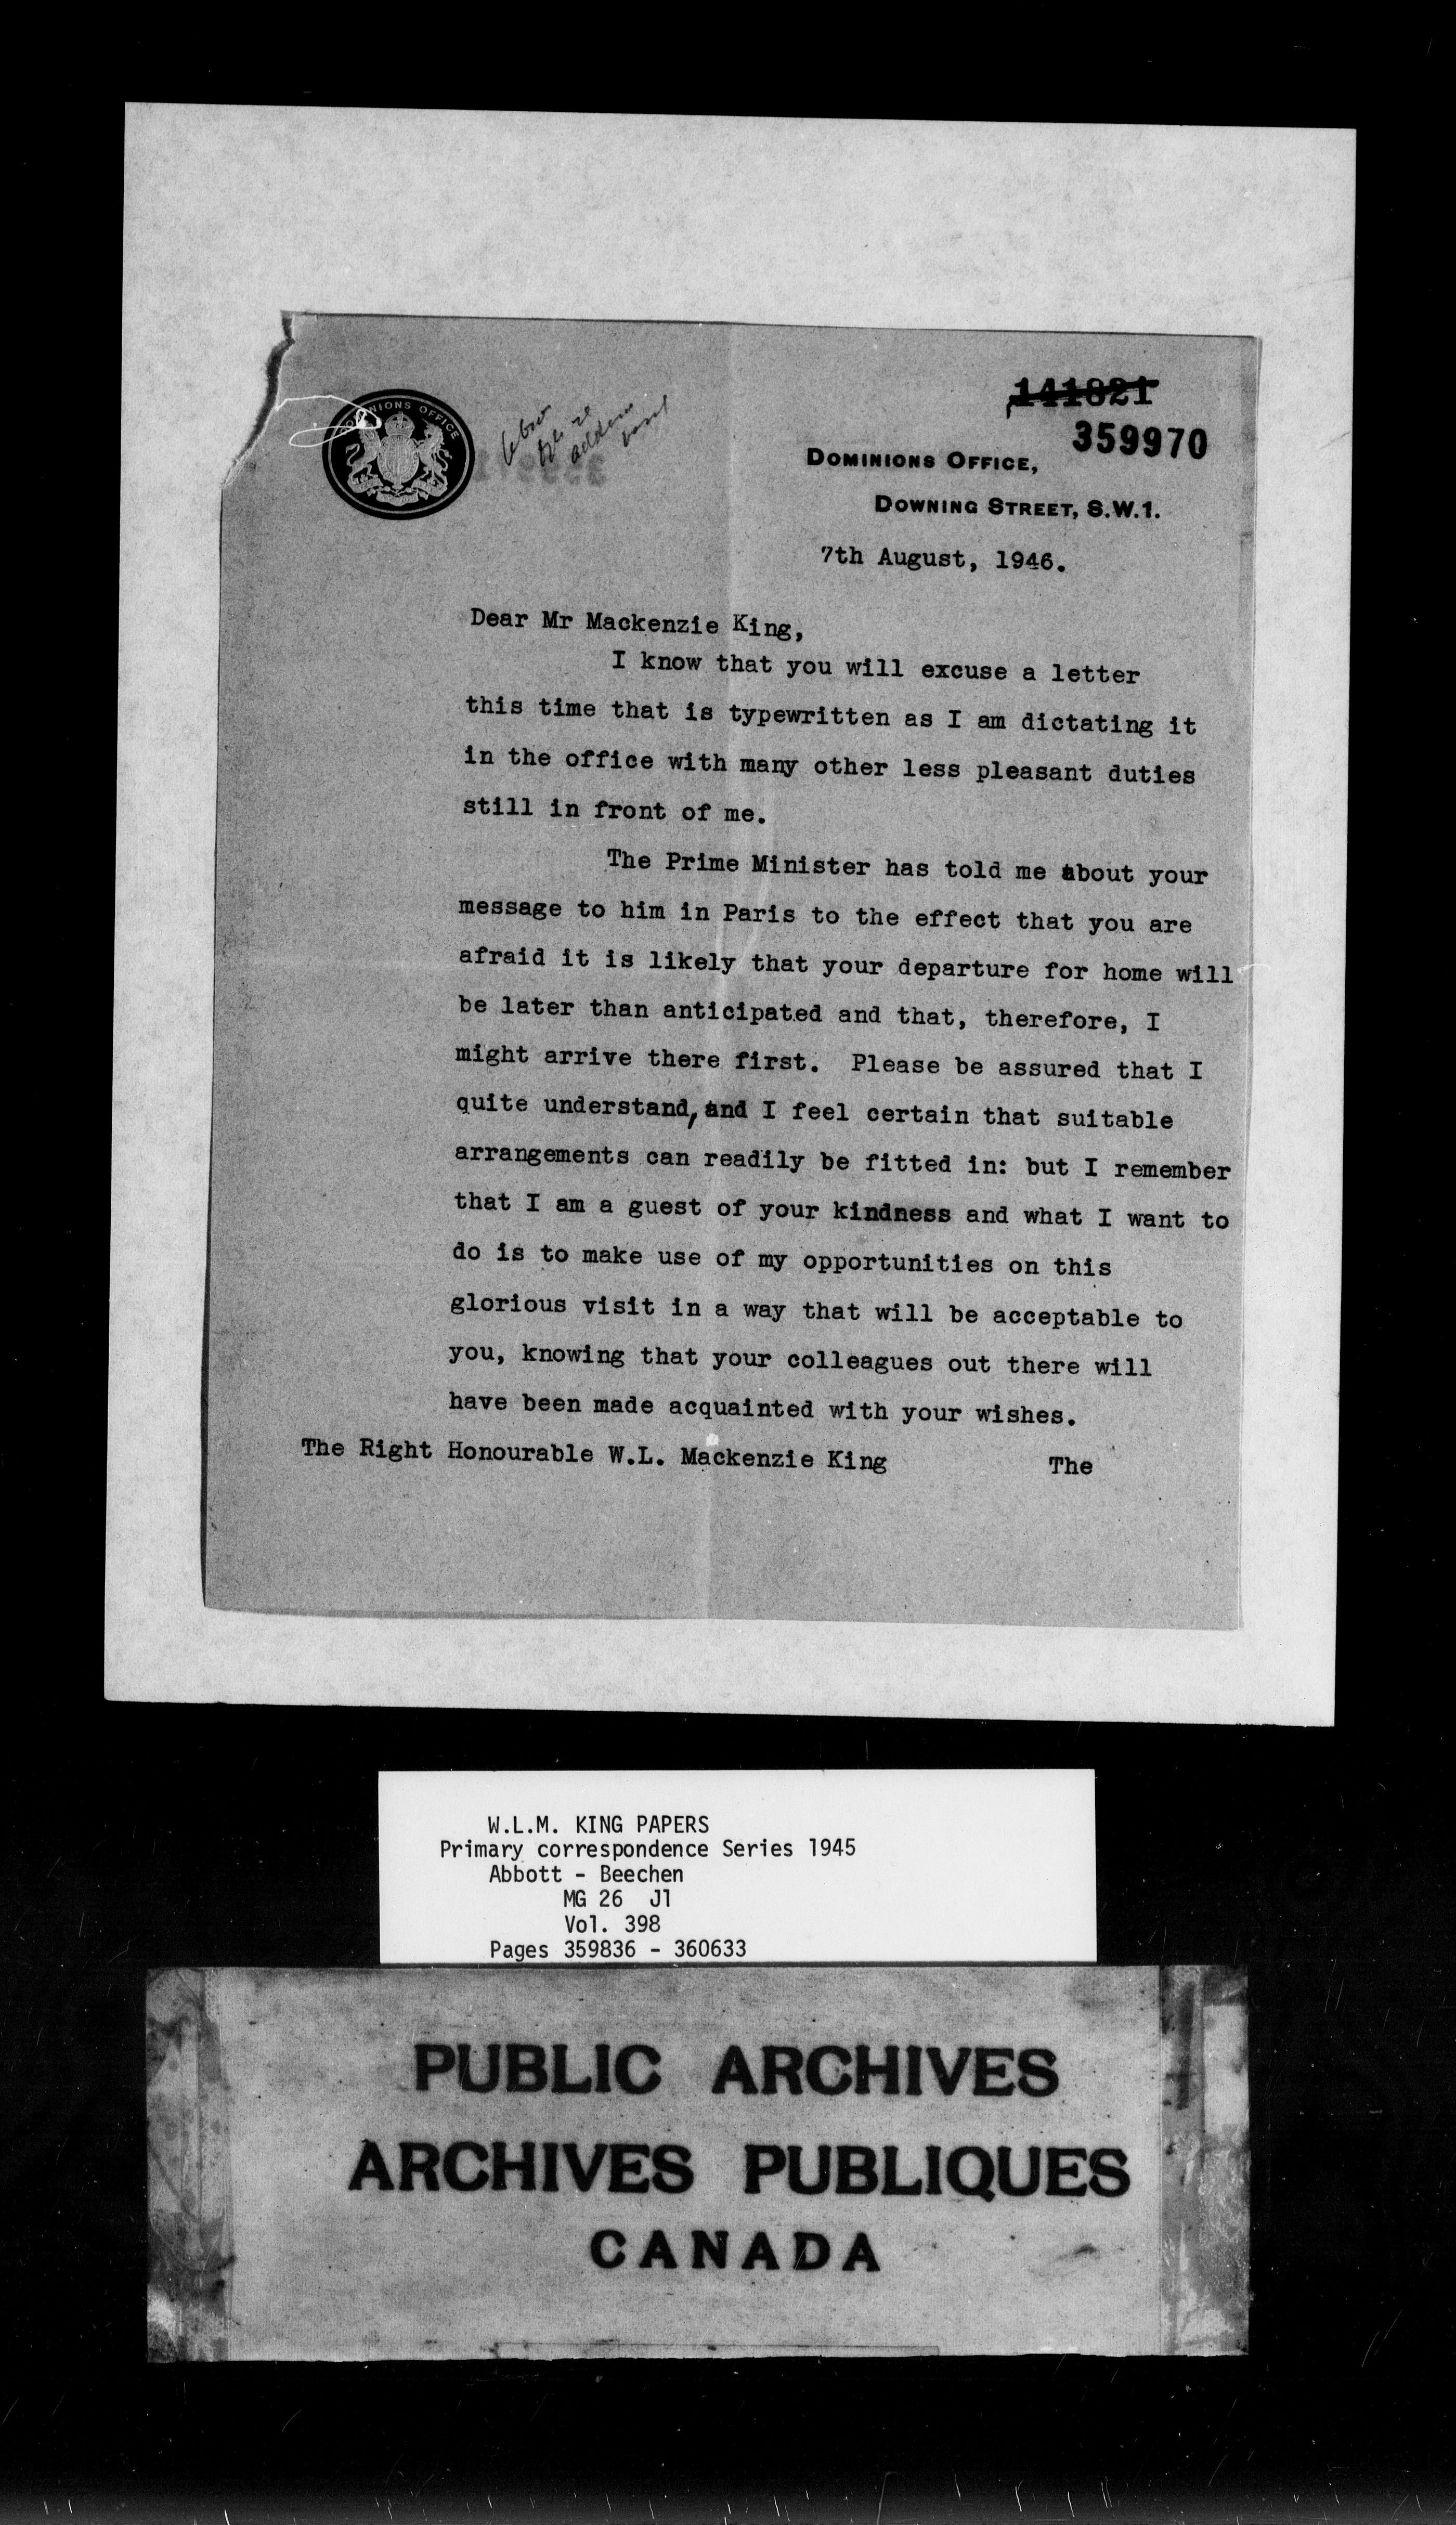 DOMINIONS OFFICE
141821
359970
DOMINIONS OFFICE,
DOWNING STREET, S.W.1.
7th August, 1946.
Dear Mr Mackenzie King,
I know that you will excuse a letter
this time that is typewritten as I am dictating it
in the office with many other less pleasant duties
still in front of me.
The Prime Minister has told me about your
message to him in Paris to the effect that you are
afraid it is likely that your departure for home will
be later than anticipated and that, therefore, I
might arrive there first. Please be assured that I
quite understand, and I feel certain that suitable
arrangements can readily be fitted in: but I remember
that I am a guest of your kindness and what I want to
do is to make use of my opportunities on this
glorious visit in a way that will be acceptable to
you, knowing that your colleagues out there will
have been made acquainted with your wishes.
The Right Honourable W.L. Mackenzie King The
W.L.M. KING PAPERS
Primary correspondence Series 1945
Abbott - Beechen
MG 26 J1
Vol. 398
Pages 359836 - 360633
PUBLIC ARCHIVES
ARCHIVES PUBLIQUES
CANADA